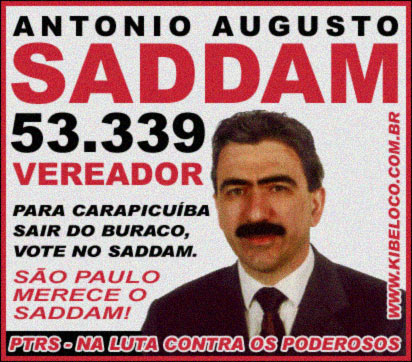 ANTONIO AUGUSTO
SADDAM
53.339
VEREADOR
PARA CARAPICUÍBA
SAIR DO BURACO,
VOTE NO SADDAM.
SÃO PAULO
MERECE O
SADDAM!
PTRS - NA LUTA CONTRA OS PODEROSOS
WWW.KIBELOCO.COM.BR